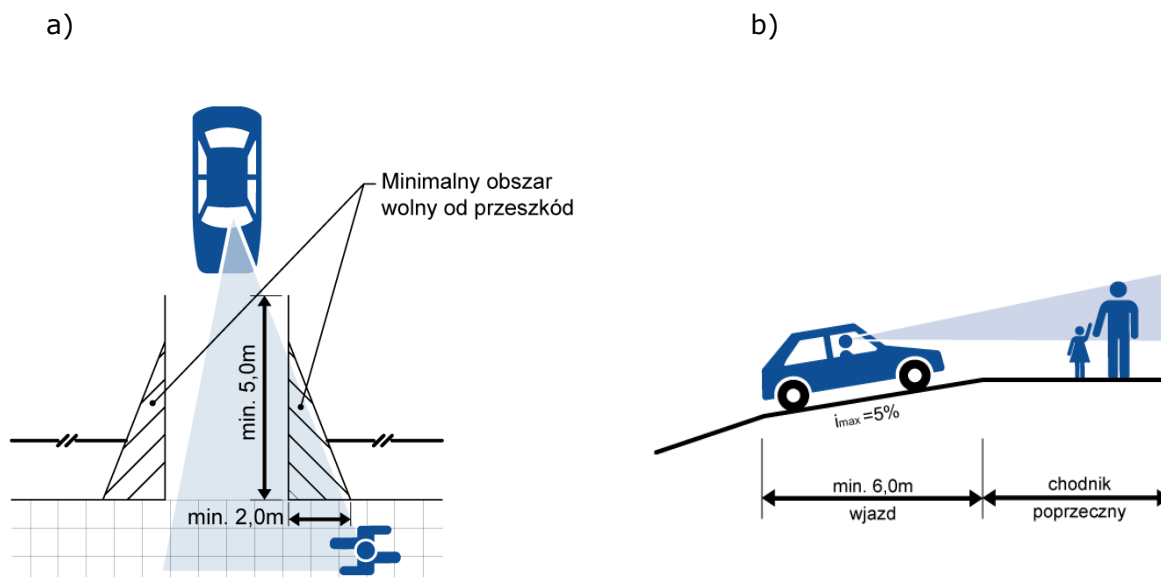 a)
Minimalny obszar
wolny od przeszkód
min. 5,0m
min. 2,0m
b)
imax =5%
min. 6,0m
wjazd
chodnik
poprzeczny